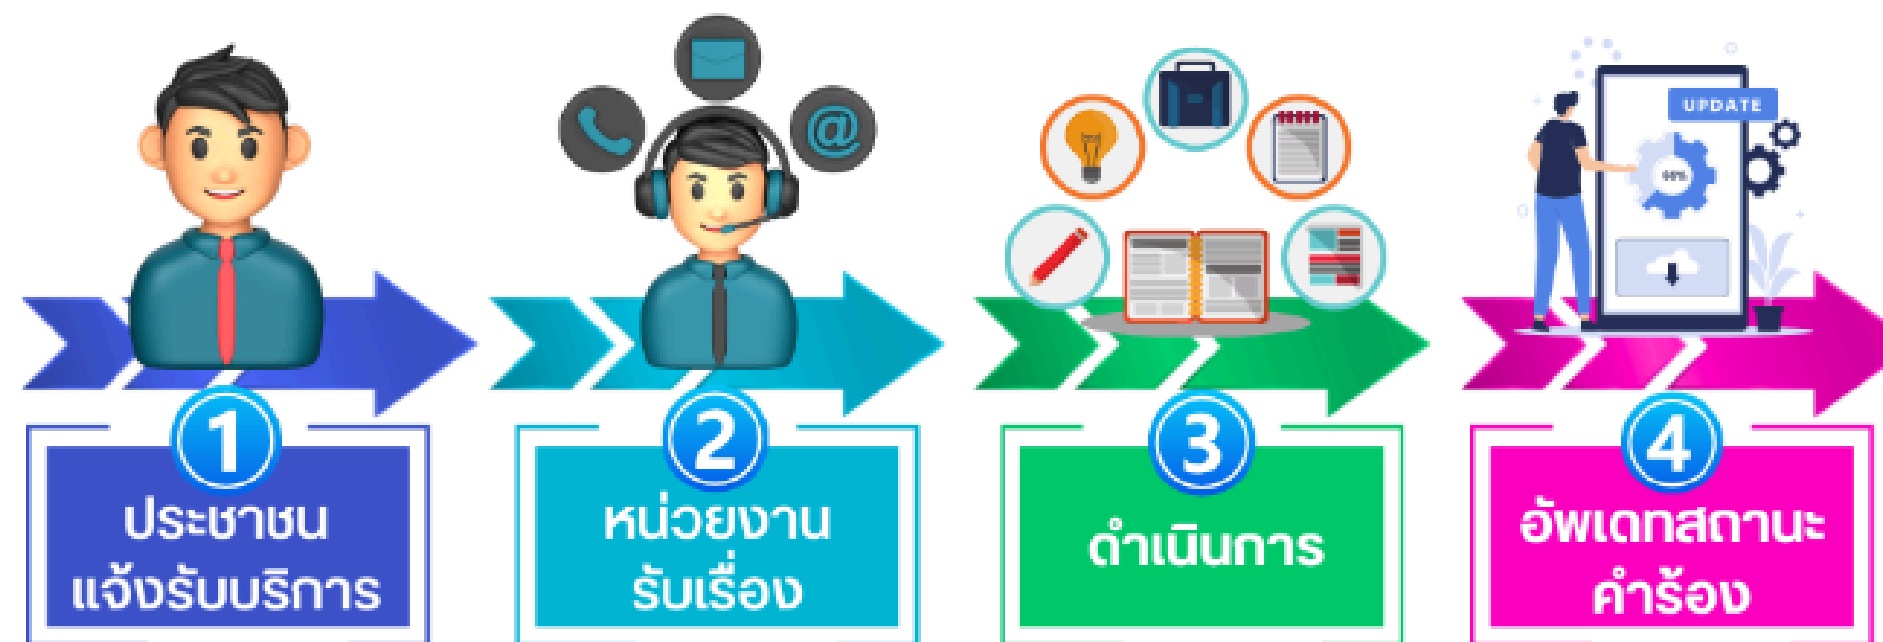 UPDATE
1
ประชาชน
แจ้งรับบริการ
2
หน่วยงาน
รับเรื่อง
3
ดำเนินการ
4
อัพเดทสถานะ
คำร้อง